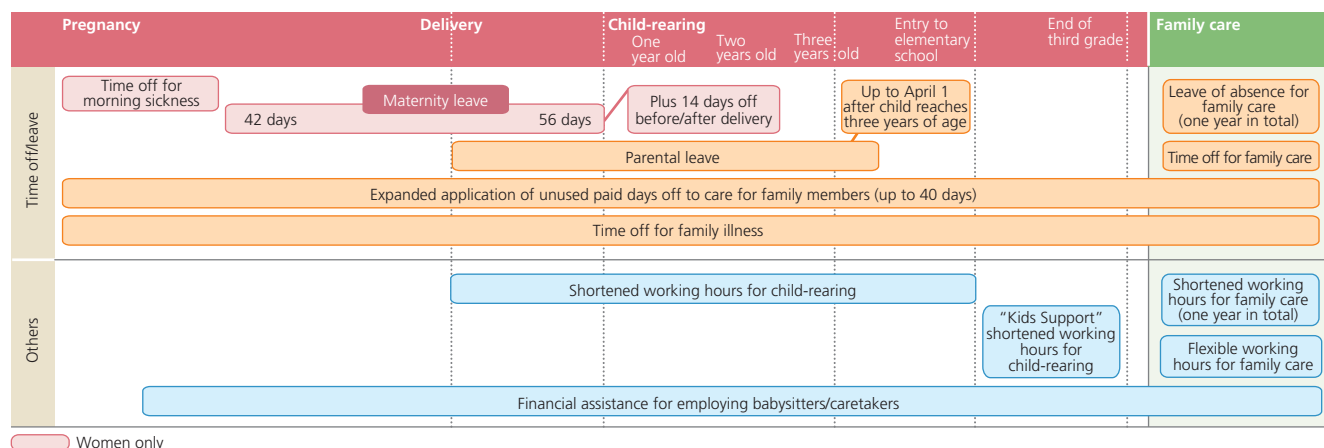 Pregnancy
Delivery
Child-rearing
One
year old
Two
years old
Three
years old
Entry to
elementary
school
End of
third grade
Family care
Time off/leave
Time off for
morning sickness
Maternity leave
42 days
56 days
Plus 14 days off
before/after delivery
Up to April 1
after child reaches
three years of age
Leave of absence for
family care
(one year in total)
Parental leave
Time off for family care
Expanded application of unused paid days off to care for family members (up to 40 days)
Time off for family illness
Others
Shortened working hours for child-rearing
Shortened working
hours for family care
(one year in total)
“Kids Support”
shortened working
hours for
child-rearing
Flexible working
hours for family care
Financial assistance for employing babysitters/caretakers
Women only